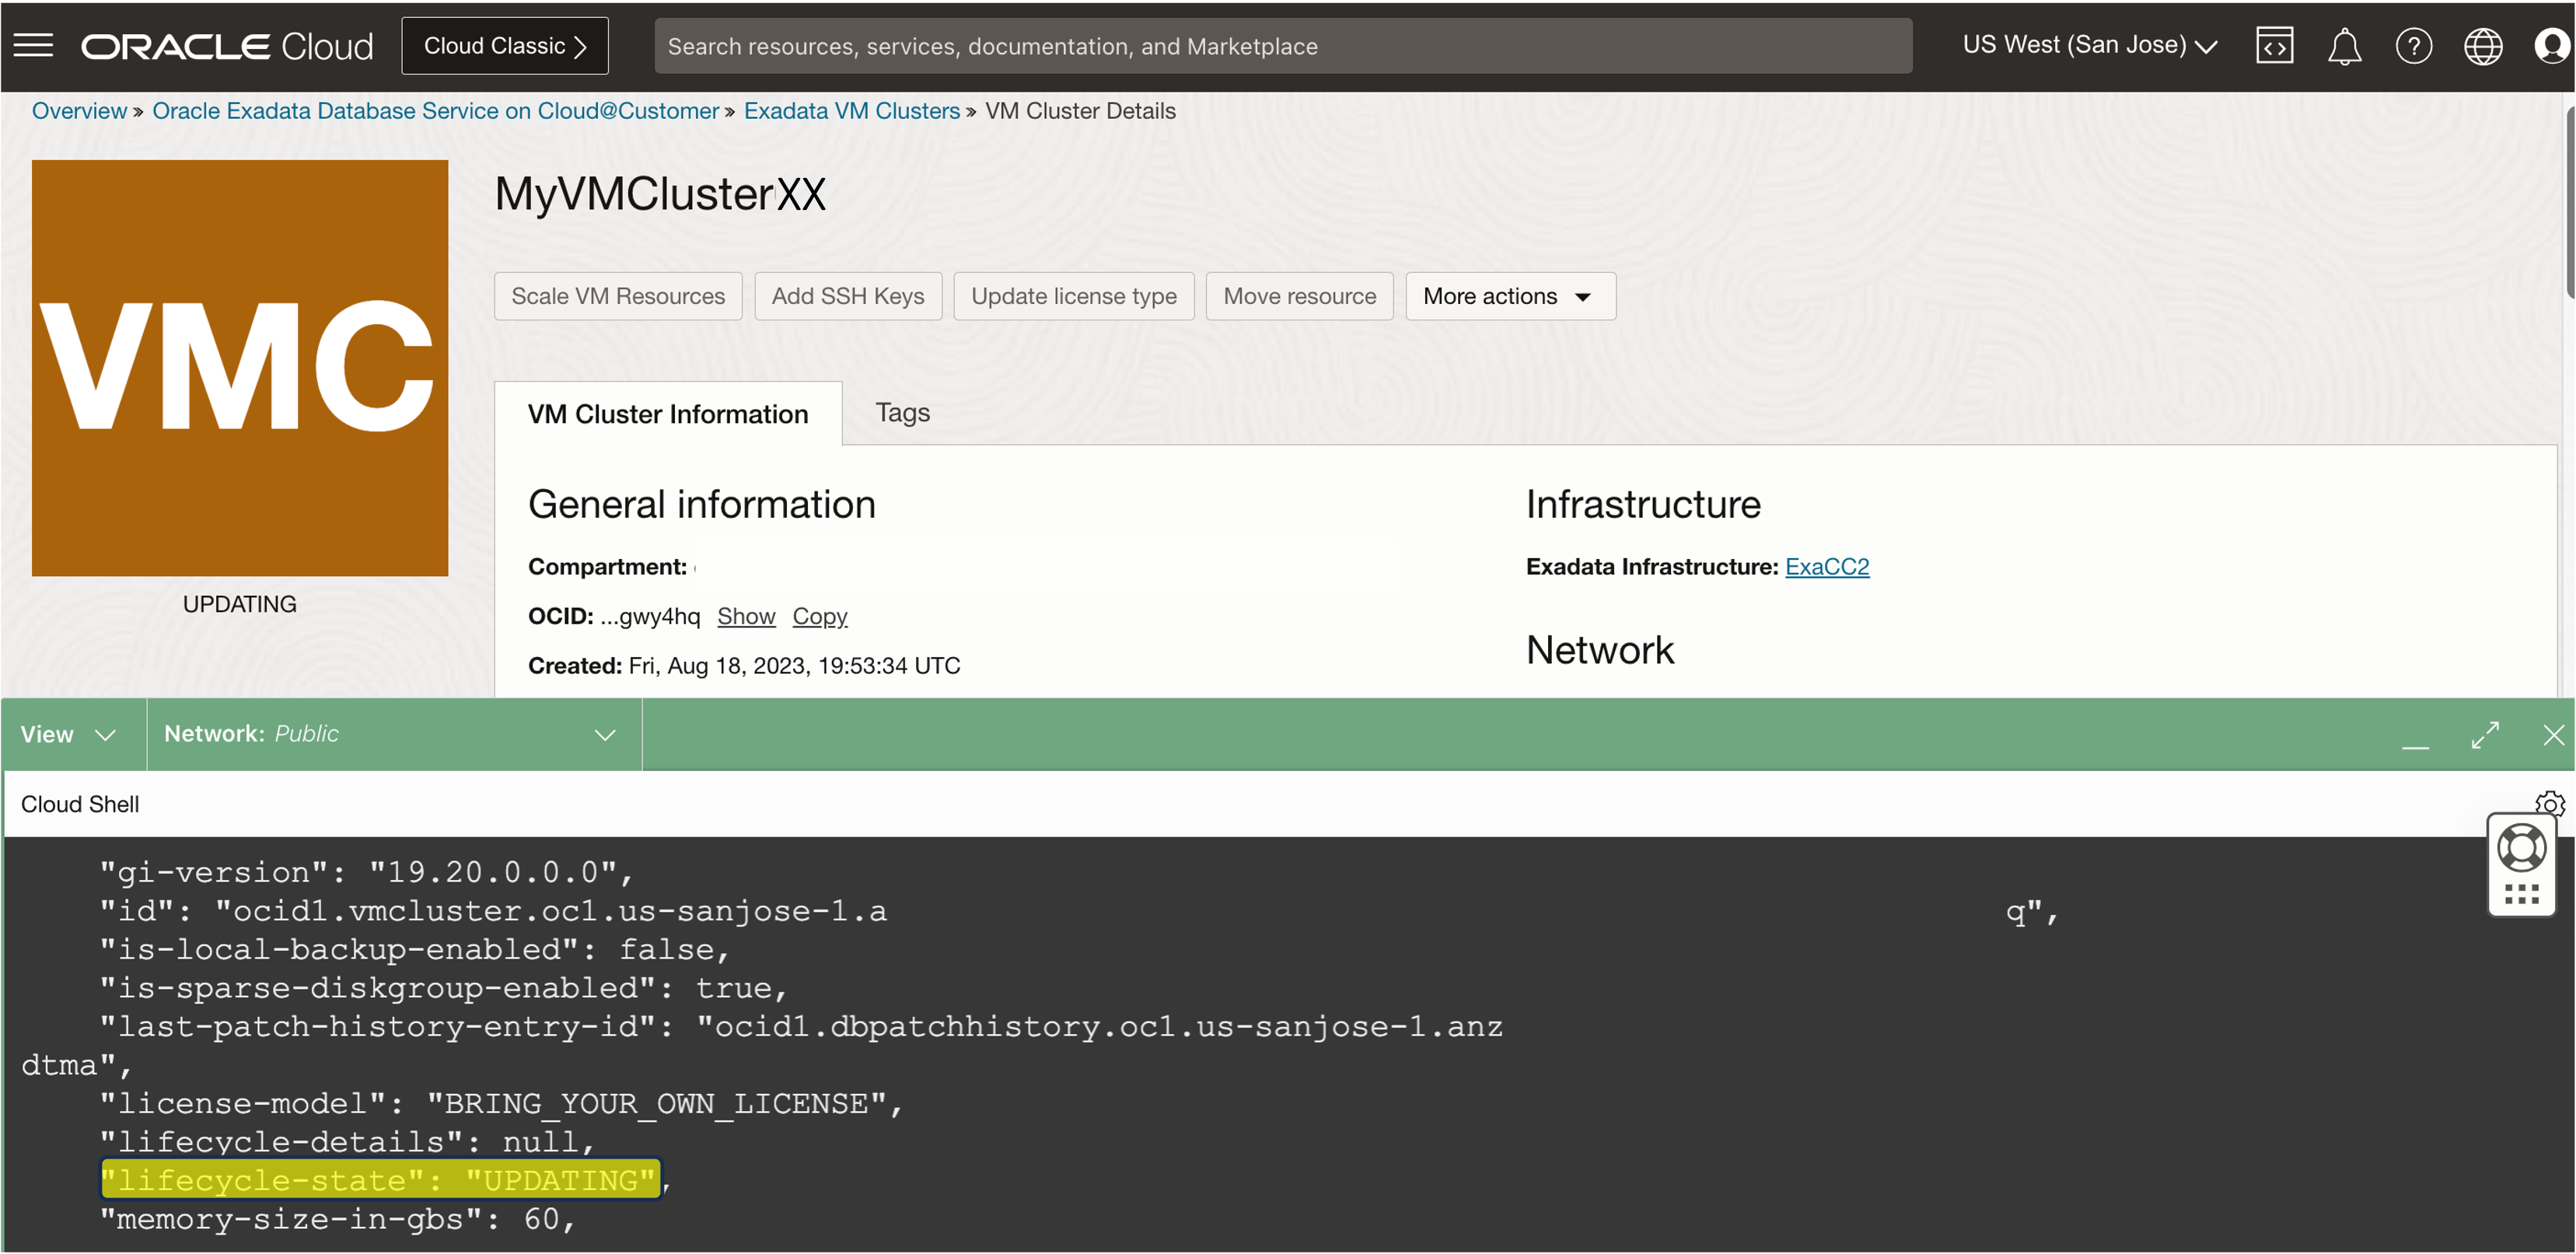 ORACLE Cloud
Cloud Classic
Search resources, services, documentation, and Marketplace
US West (San Jose)
Overview » Oracle Exadata Database Service on Cloud@Customer » Exadata VM Clusters » VM Cluster Details
VMC
UPDATING
MyVMClusterXX
Scale VM Resources
Add SSH Keys
Update license type
Move resource
More actions
VM Cluster Information
Tags
General information
Compartment:
OCID: ...gwy4hq Show Copy
Created: Fri, Aug 18, 2023, 19:53:34 UTC
Infrastructure
Exadata Infrastructure: ExaCC2
Network
View
Network: Public
Cloud Shell
"gi-version": "19.20.0.0.0",
"id": "ocid1.vmcluster.oc1.us-sanjose-1.a q",
"is-local-backup-enabled": false,
"is-sparse-diskgroup-enabled": true,
"last-patch-history-entry-id": "ocid1.dbpatchhistory.oc1.us-sanjose-1.anz
dtma",
"license-model": "BRING_YOUR_OWN_LICENSE",
"lifecycle-details": null,
"lifecycle-state": "UPDATING",
"memory-size-in-gbs": 60,